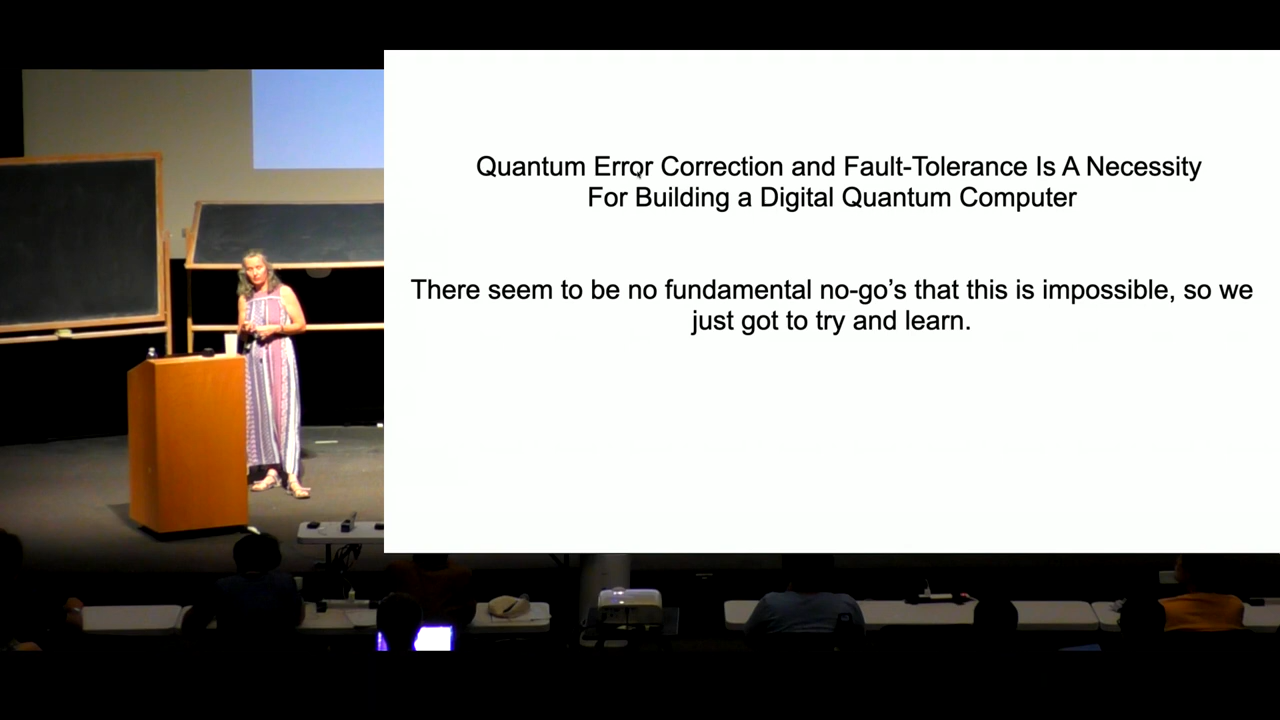 Quantum Error Correction and Fault-Tolerance Is A Necessity
For Building a Digital Quantum Computer
There seem to be no fundamental no-go’s that this is impossible, so we
just got to try and learn.